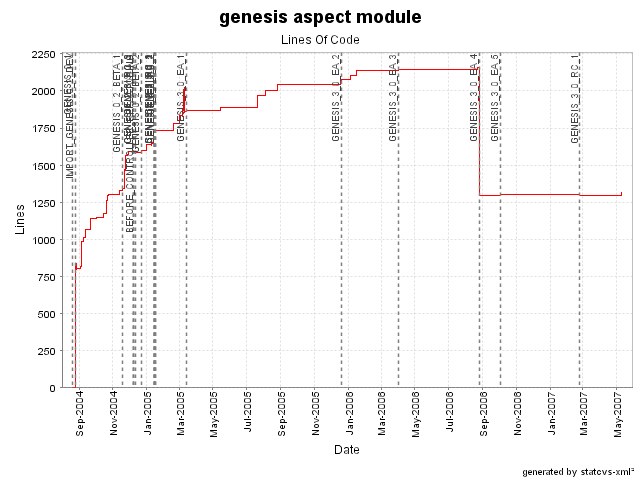 genesis aspect module
Lines Of Code
2250
2000
1750
1500
1250
1000
750
500
250
0
Lines
GENESIS_3_0_EA_1
GENESIS_3_0_EA_2
GENESIS_3_0_EA_3
GENESIS_3_0_EA_4
GENESIS_3_0_EA_5
GENESIS_3_0_RC_1
Sep-2004
Nov-2004
Jan-2005
Mar-2005
May-2005
Jul-2005
Sep-2005
Nov-2005
Jan-2006
Mar-2006
May-2006
Jul-2006
Sep-2006
Nov-2006
Jan-2007
Mar-2007
May-2007
Date
generated by statcvs-xml²